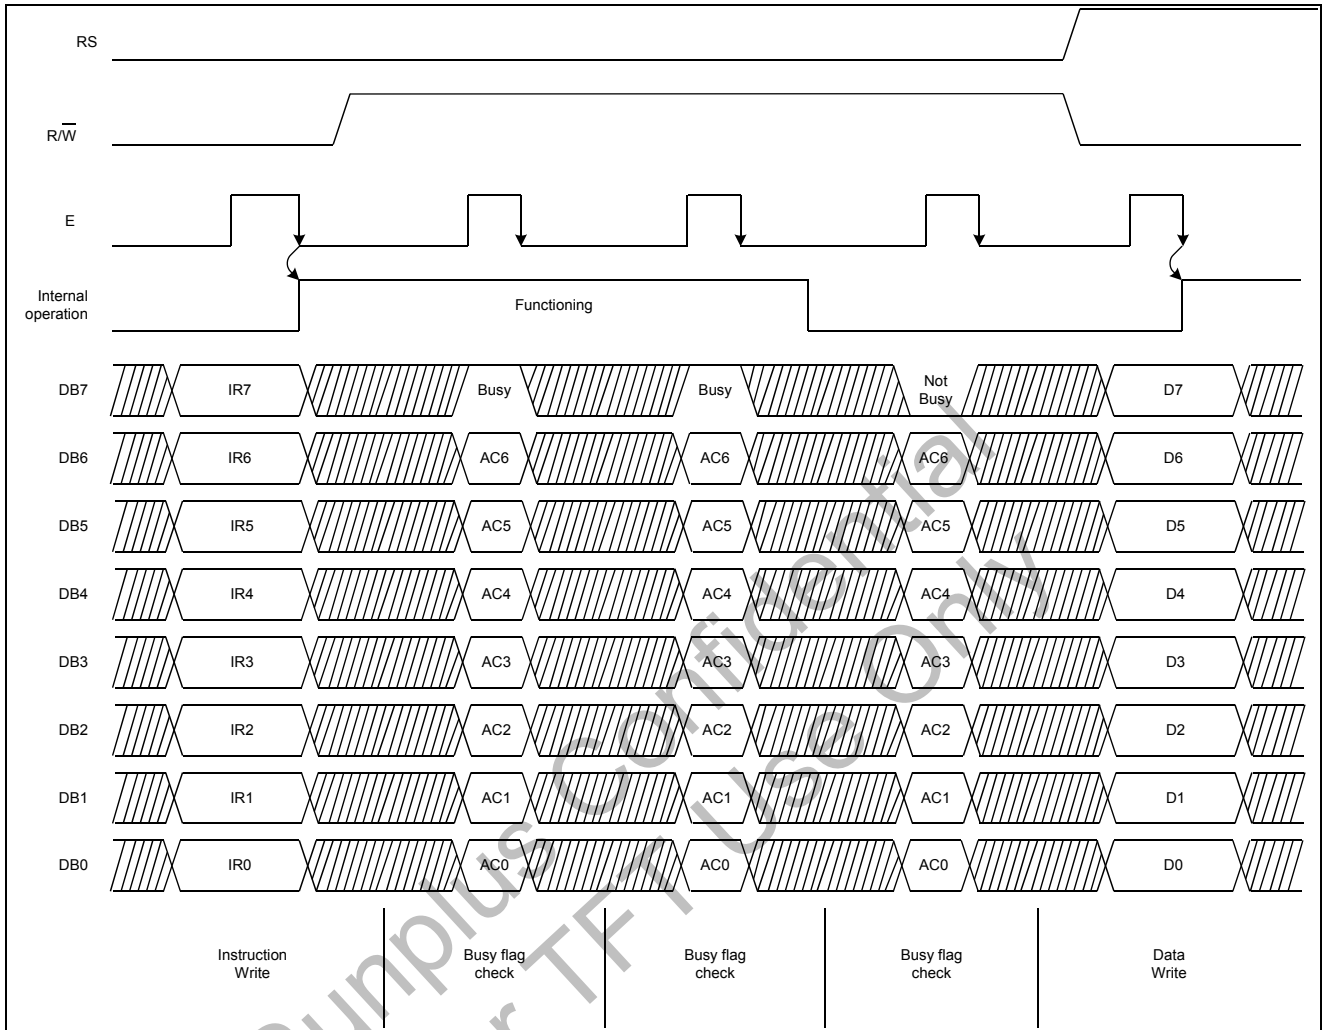 RS
R/W
E
Internal
operation
Functioning
DB7
IR7
Busy
Busy
Not
Busy
D7
DB6
IR6
AC6
AC6
AC6
D6
DB5
IR5
AC5
AC5
AC5
D5
DB4
IR4
AC4
AC4
AC4
D4
DB3
IR3
AC3
AC3
AC3
D3
DB2
IR2
AC2
AC2
AC2
D2
DB1
IR1
AC1
AC1
AC1
D1
DB0
IR0
AC0
AC0
AC0
D0
Instruction
Write
Busy flag
check
Busy flag
check
Busy flag
check
Data
Write
Sunplus Confidential
TFT Use Only